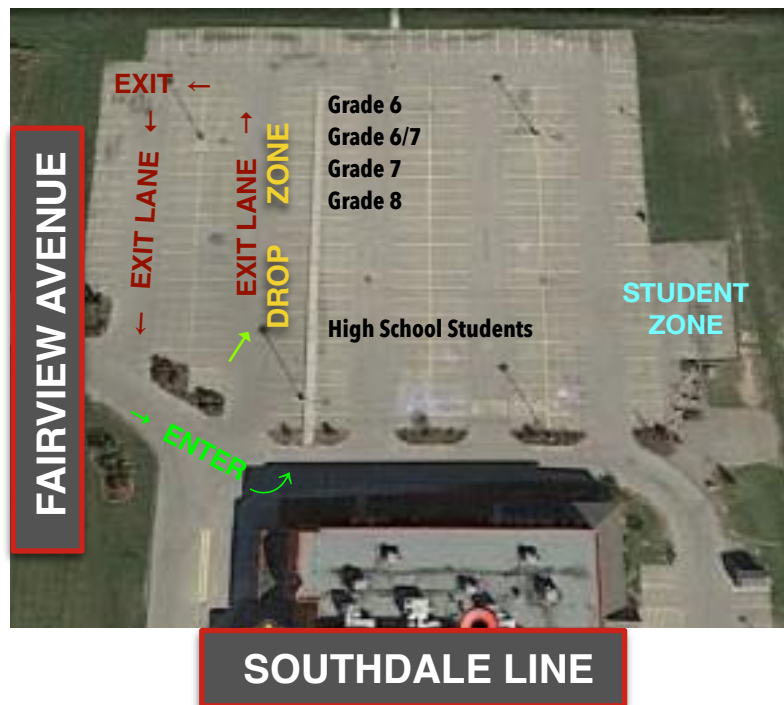 EXIT ←
↓
↑
Grade 6
Grade 6/7
Grade 7
Grade 8
FAIRVIEW AVENUE
EXIT LANE
↓
EXIT LANE
DROP ZONE
High School Students
STUDENT
ZONE
→ ENTER
SOUTHDALE LINE